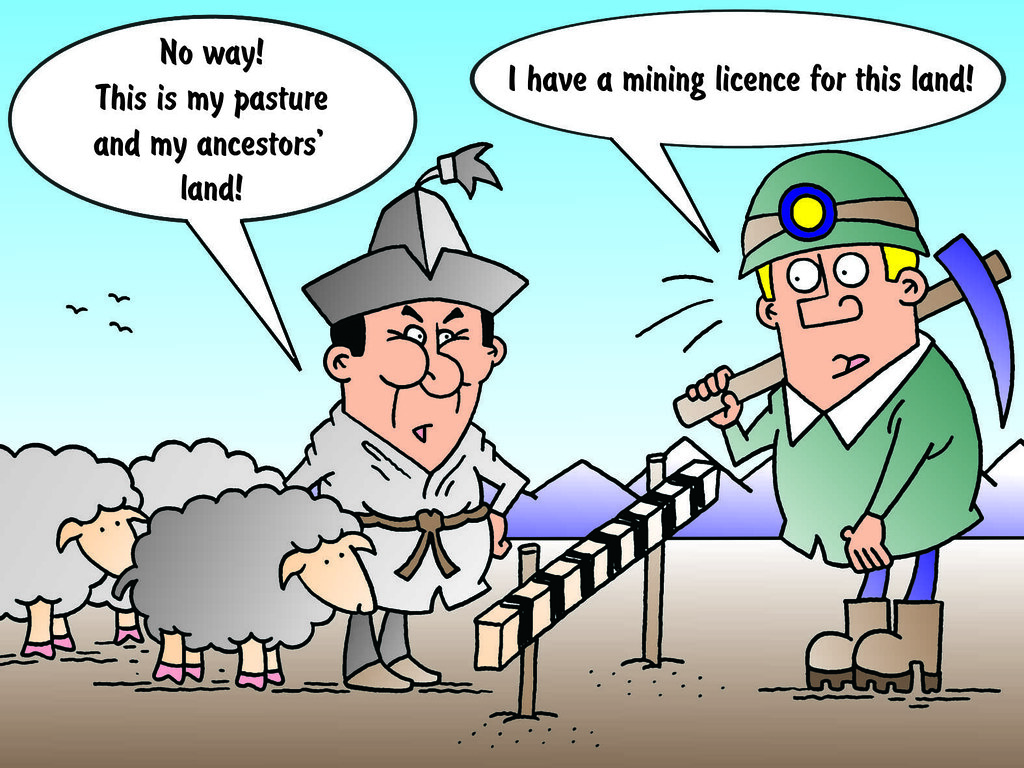 No way!
This is my pasture
and my ancestors'
land!
I have a mining licence for this land!